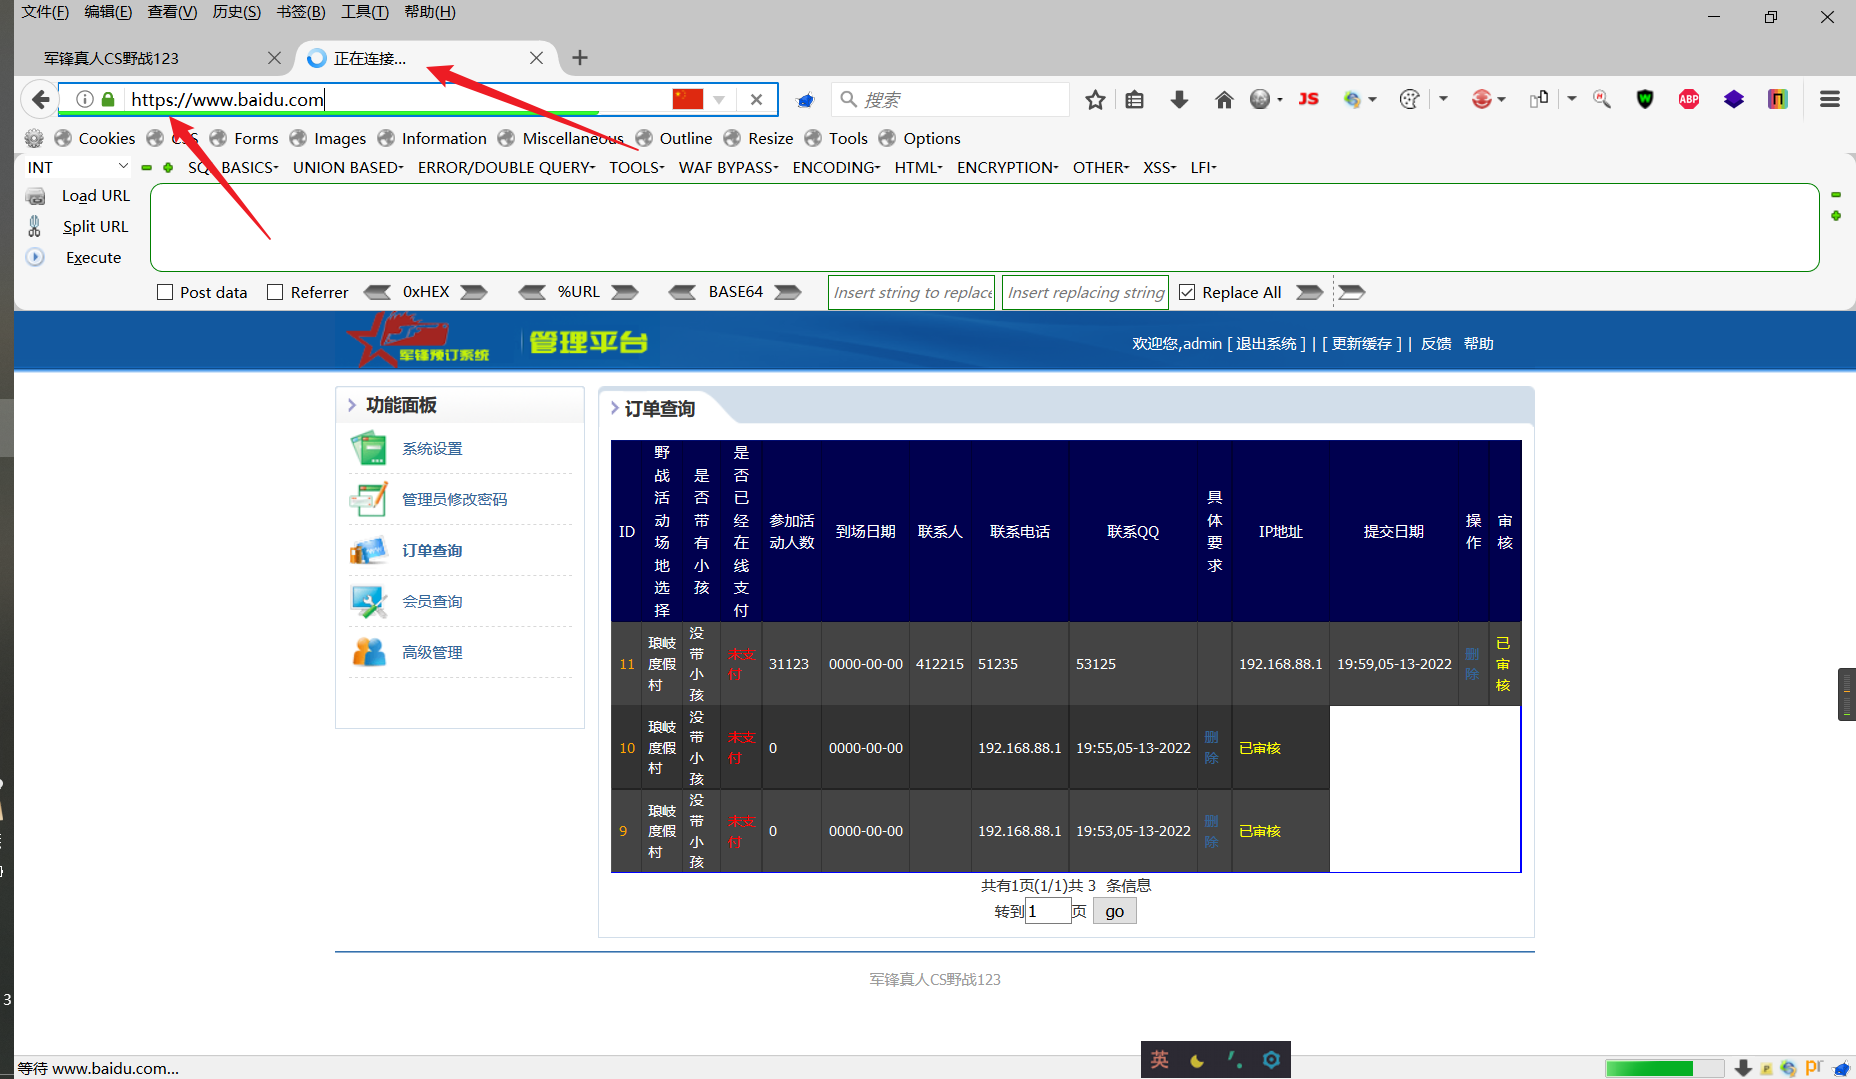 文件(F) 编辑(E) 查看(V) 历史(S) 书签(B) 工具(T) 帮助(H)
军锋真人CS野战123 正在连接...
https://www.baidu.com 搜索 JS ABP
Cookies CSS Forms Images Information Miscellaneous Outline Resize Tools Options
INT SQL BASICS UNION BASED ERROR/DOUBLE QUERY TOOLS WAF BYPASS ENCODING HTML ENCRYPTION OTHER XSS LFI
Load URL
Split URL
Execute
Post data Referrer 0xHEX %URL BASE64 Insert string to replace Insert replacing string Replace All
军锋预订系统 管理平台 欢迎您,admin [ 退出系统 ] | [ 更新缓存 ] | 反馈 帮助
功能面板
系统设置
管理员修改密码
订单查询
会员查询
高级管理
订单查询
ID 野战活动场地选择 是否带有小孩 是否已经在线支付 参加活动人数 到场日期 联系人 联系电话 联系QQ 具体要求 IP地址 提交日期 操作 审核
11 琅岐度假村 没带小孩 未支付 31123 0000-00-00 412215 51235 53125 192.168.88.1 19:59,05-13-2022 删除 已审核
10 琅岐度假村 没带小孩 未支付 0 0000-00-00 192.168.88.1 19:55,05-13-2022 删除 已审核
9 琅岐度假村 没带小孩 未支付 0 0000-00-00 192.168.88.1 19:53,05-13-2022 删除 已审核
共有1页(1/1)共 3 条信息
转到1页 go
军锋真人CS野战123
3
等待 www.baidu.com...
英
pr